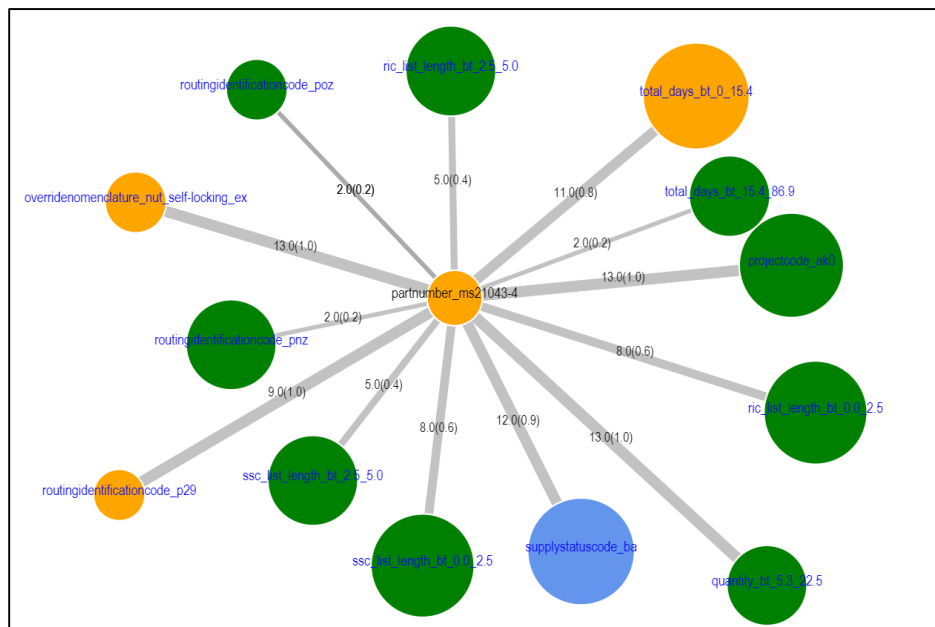 ric_list_length_bt_2.5_5.0
routingidentificationcode_poz
total_days_bt_0_15.4
5.0(0.4)
2.0(0.2)
11.0(0.8)
overridenomenclature_nut_self-locking_ex
total_days_bt_15.4_86.9
2.0(0.2)
13.0(1.0)
13.0(1.0)
projectcode_ak0
partnumber_ms21043-4
2.0(0.2)
routingidentificationcode_pnz
8.0(0.6)
9.0(1.0)
5.0(0.4)
ric_list_length_bt_0.0_2.5
8.0(0.6)
12.0(0.9)
13.0(1.0)
ssc_list_length_bt_2.5_5.0
routingidentificationcode_p29
supplystatuscode_ba
ssc_list_length_bt_0.0_2.5
quantity_bt_5.3_22.5